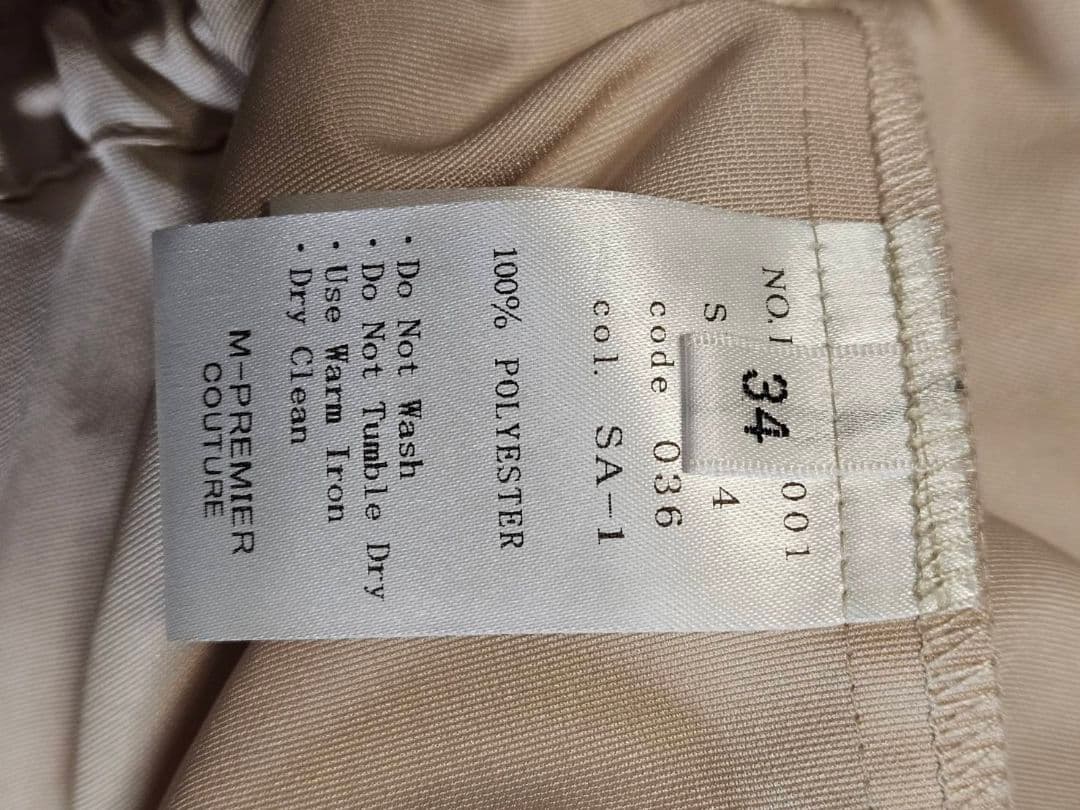 NO.1 001
34
S 4
code 036
col. SA-1
100% POLYESTER
· Do Not Wash
· Do Not Tumble Dry
· Use Warm Iron
· Dry Clean
M-PREMIER
COUTURE